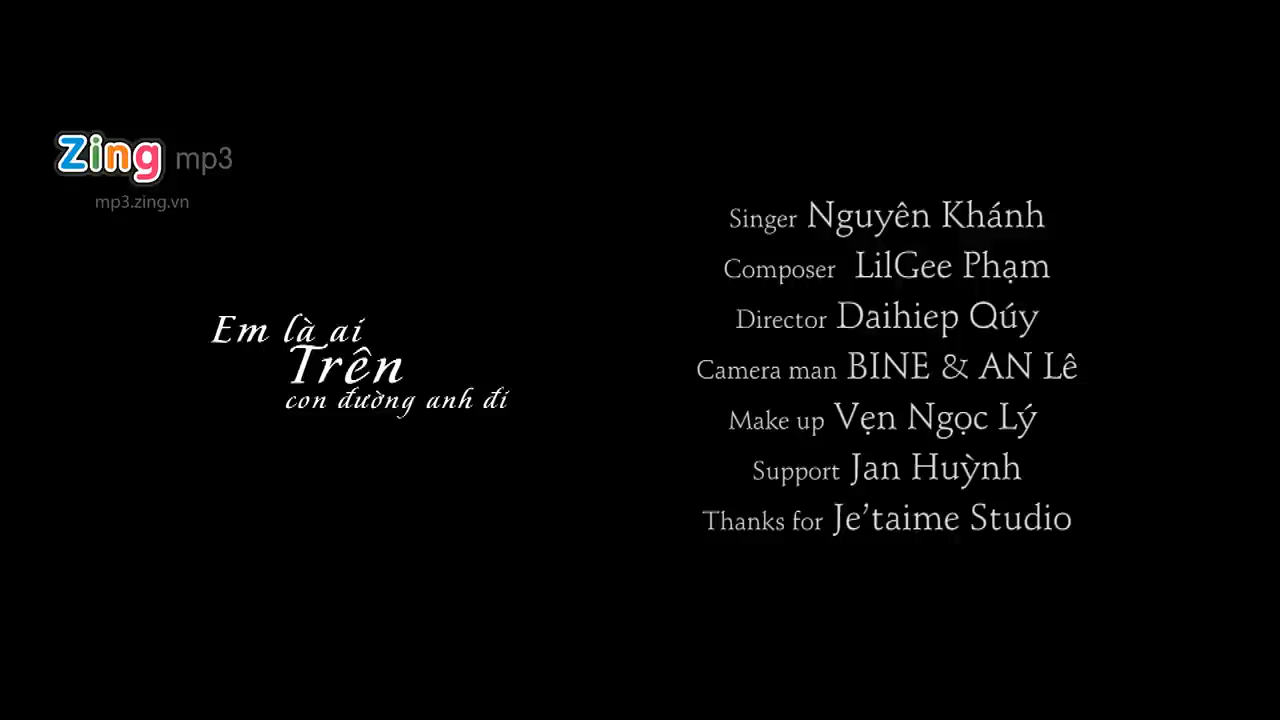 Zing mp3
mp3.zing.vn
Em là ai
Trên
con đường anh đi
Singer Nguyên Khánh
Composer LilGee Phạm
Director Daihiep Qúy
Camera man BINE & AN Lê
Make up Vẹn Ngọc Lý
Support Jan Huỳnh
Thanks for Je’taime Studio